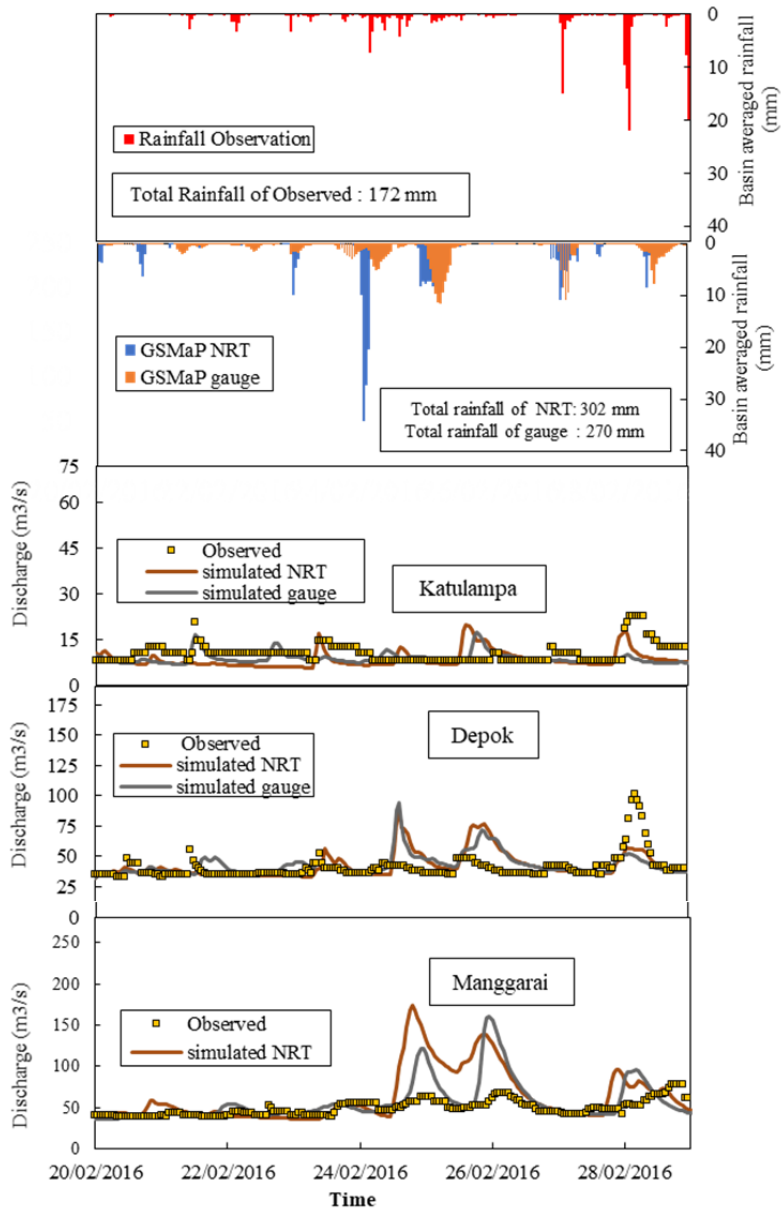 0
10
20
30
40
Basin averaged rainfall
(mm)
Rainfall Observation
Total Rainfall of Observed : 172 mm
0
10
20
30
40
Basin averaged rainfall
(mm)
GSMaP NRT
GSMaP gauge
Total rainfall of NRT: 302 mm
Total rainfall of gauge : 270 mm
75
60
45
30
15
0
Discharge (m3/s)
Observed
simulated NRT
simulated gauge
Katulampa
175
150
125
100
75
50
25
0
Discharge (m3/s)
Observed
simulated NRT
simulated gauge
Depok
250
200
150
100
50
0
Discharge (m3/s)
Observed
simulated NRT
Manggarai
20/02/2016 22/02/2016 24/02/2016 26/02/2016 28/02/2016
Time